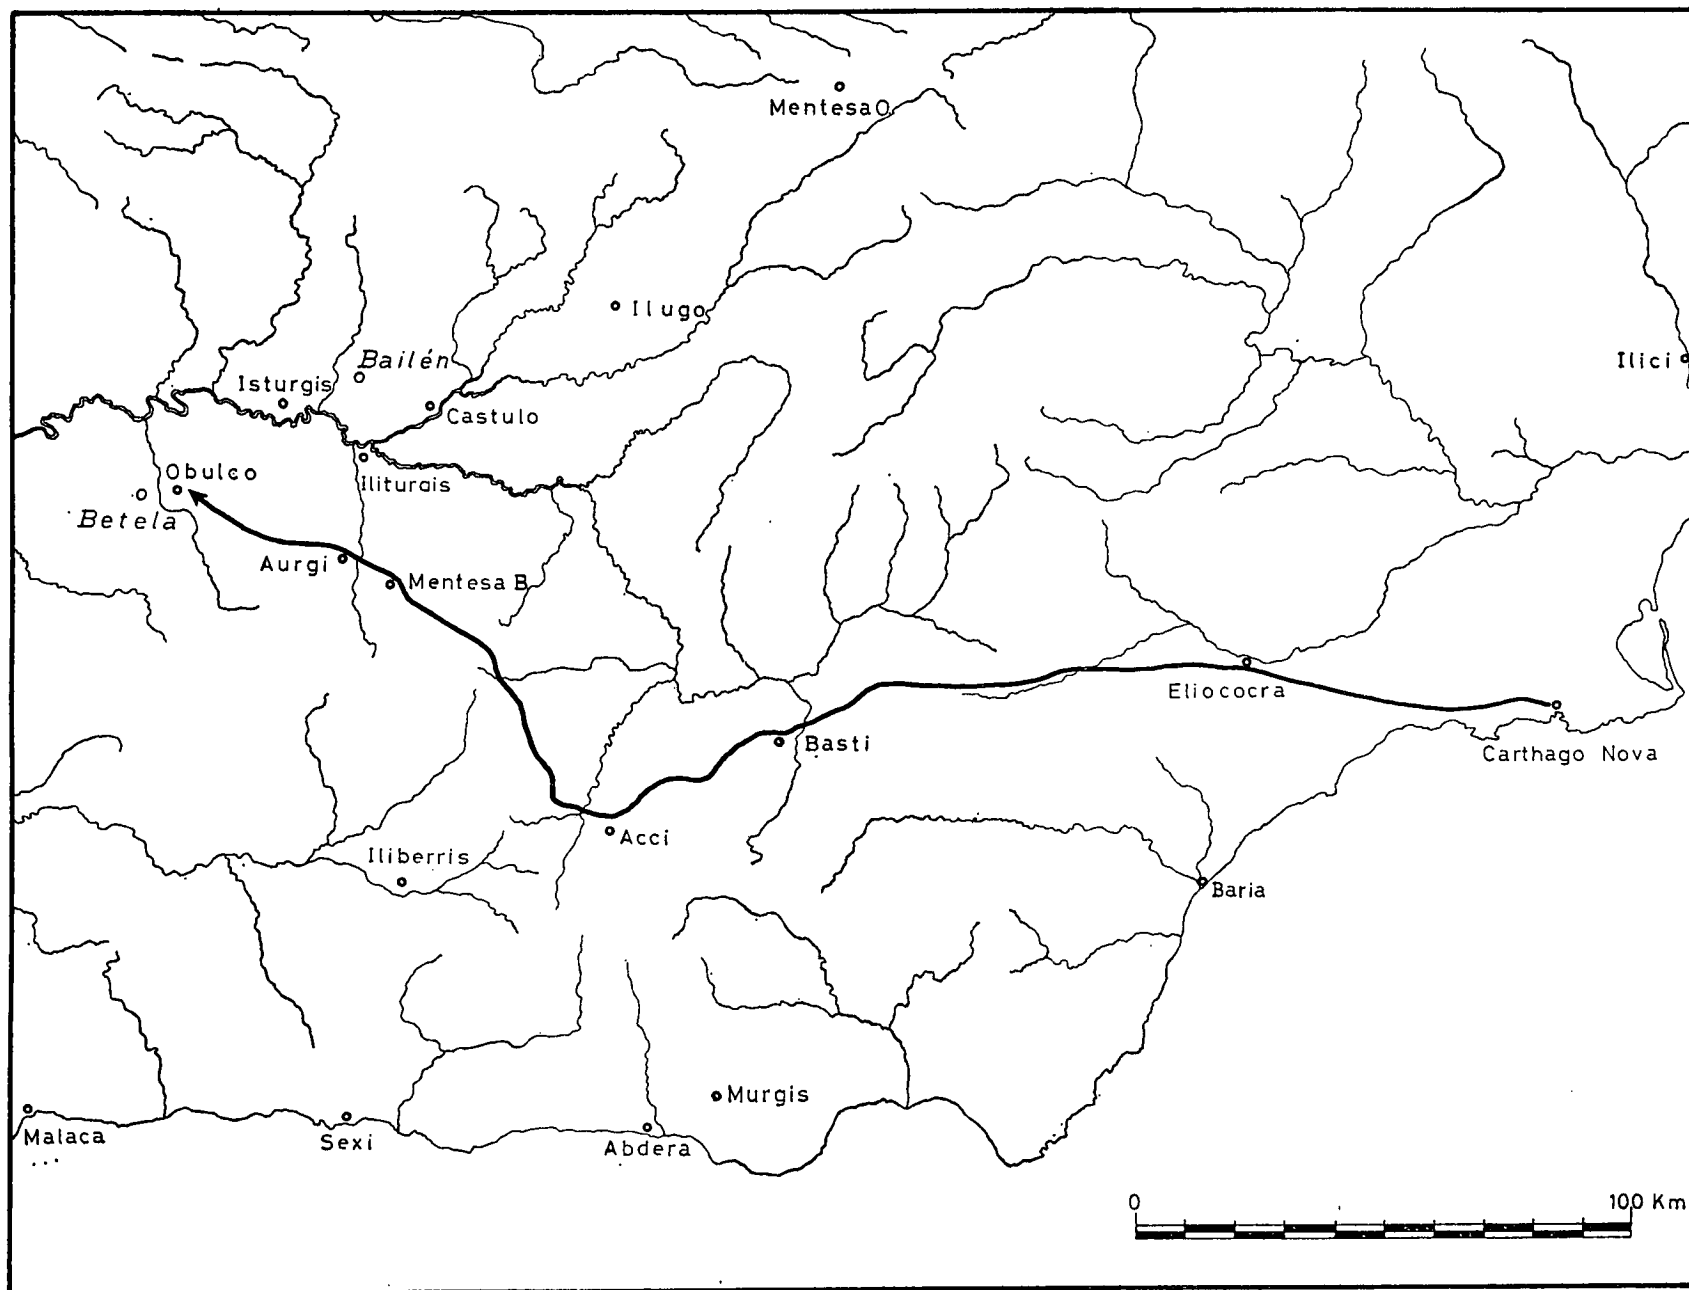 Mentesa O.
Ilugo
Bailén
Ilici
Isturgis
Castulo
Obulco
Iliturgis
Betela
Aurgi
Mentesa B
Eliococra
Basti
Carthago Nova
Acci
Iliberris
Baria
Murgis
Malaca
Sexi
Abdera
0 100 Km